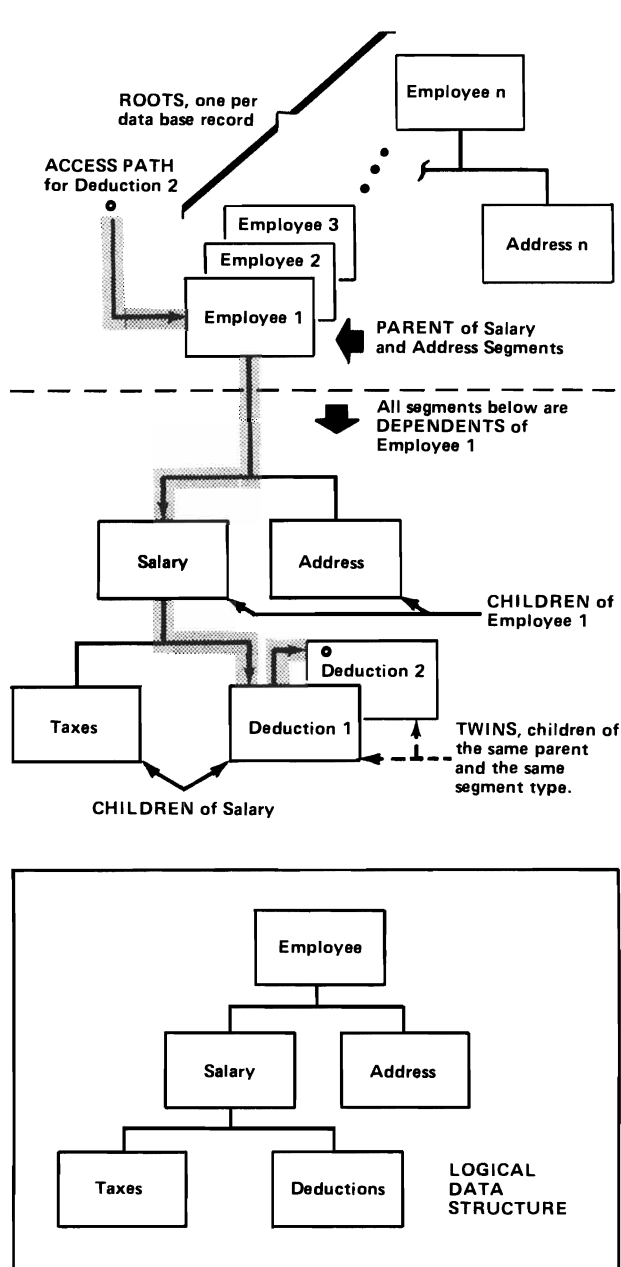 ROOTS, one per
data base record
Employee n
ACCESS PATH
for Deduction 2
Address n
Employee 3
Employee 2
Employee 1
PARENT of Salary
and Address Segments
All segments below are
DEPENDENTS of
Employee 1
Salary
Address
CHILDREN of
Employee 1
Deduction 2
Taxes
Deduction 1
TWINS, children of
the same parent
and the same
segment type.
CHILDREN of Salary
Employee
Salary
Address
Taxes
Deductions
LOGICAL
DATA
STRUCTURE